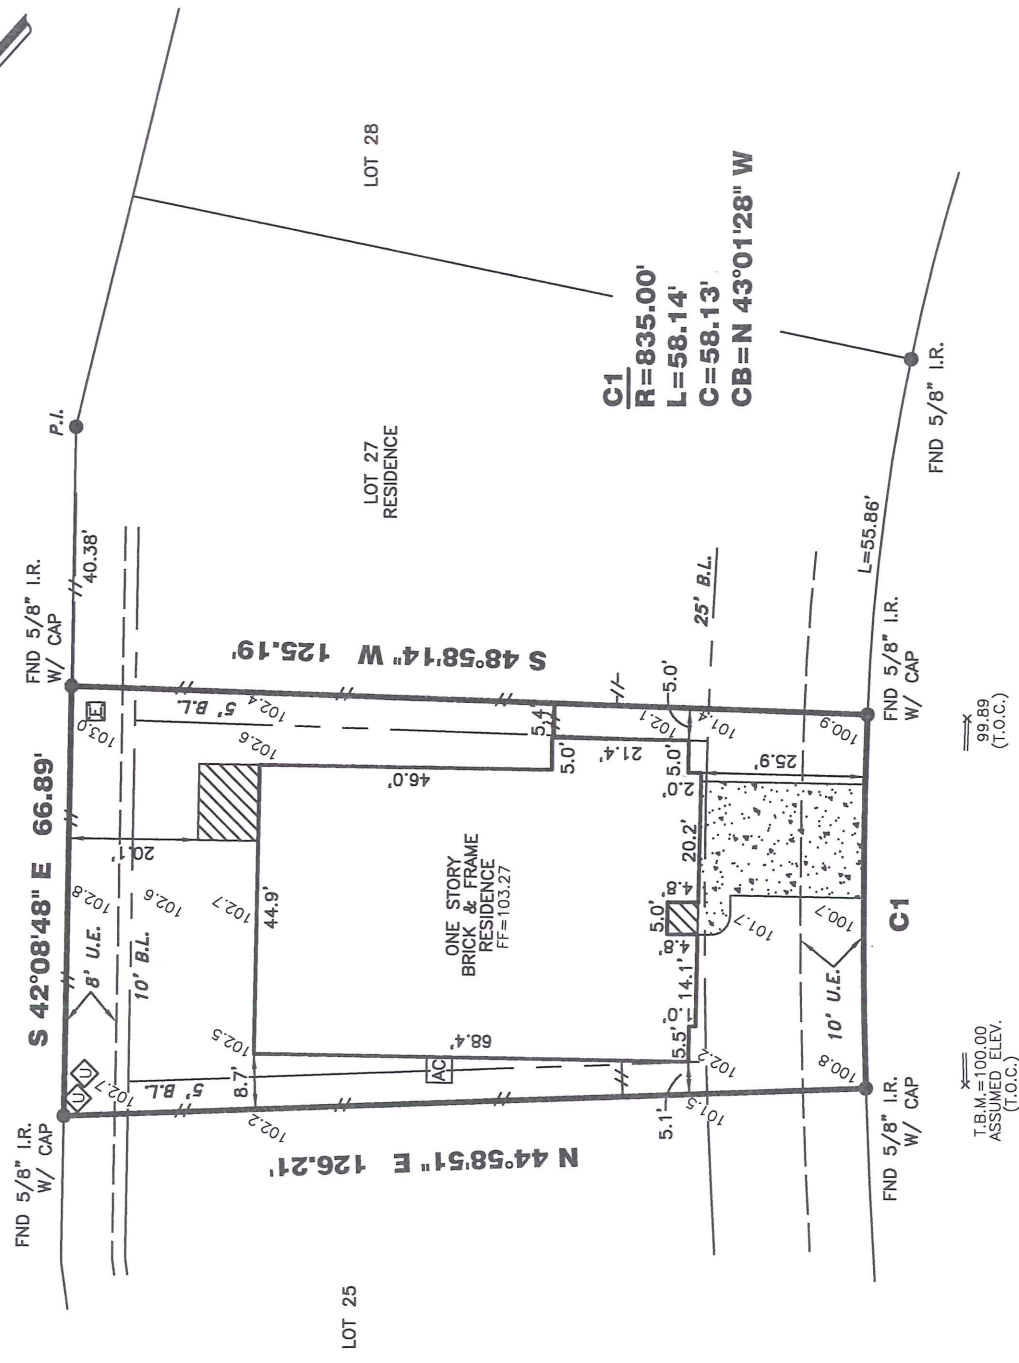 LOT 28
C1
R=835.00'
L=58.14'
C=58.13'
CB=N 43°01'28" W
FND 5/8" I.R.
P.I.
LOT 27
RESIDENCE
40.38'
L=55.86'
FND 5/8" I.R.
W/ CAP
S 48°58'14" W 125.19'
25' B.L.
FND 5/8" I.R.
W/ CAP
99.89
(T.O.C.)
S 42°08'48" E 66.89'
E
103.0
5' B.L.
102.4
102.6
5.4'
5.0'
21.4'
102.1
5.0'
101.4
5.0'
100.9
25.9'
2.0'
46.0'
20.1'
20.2'
102.8
102.6
102.7
44.9'
ONE STORY
BRICK & FRAME
RESIDENCE
FF=103.27
5.0'
4.8'
4.8'
101.7
100.7
C1
8' U.E.
10' B.L.
14.1'
1.0'
5.5'
10' U.E.
102.5
68.4'
102.2
100.8
U
U
102.7
5' B.L.
8.7'
AC
102.2
5.1'
101.5
N 44°58'51" E 126.21'
FND 5/8" I.R.
W/ CAP
FND 5/8" I.R.
W/ CAP
T.B.M.=100.00
ASSUMED ELEV.
(T.O.C.)
LOT 25